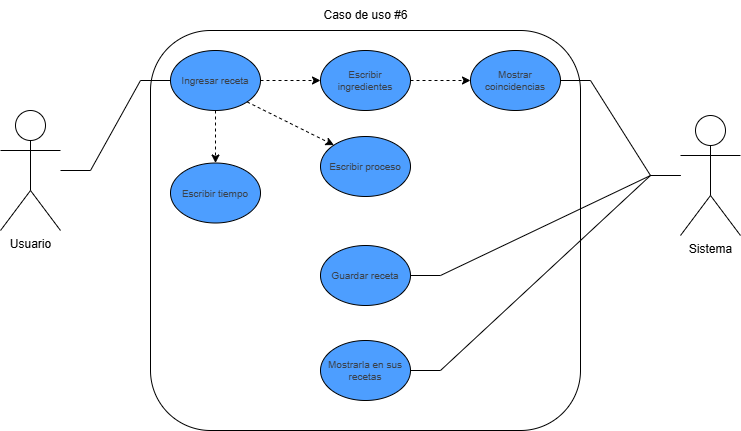 Caso de uso #6
Ingresar receta
Escribir
ingredientes
Mostrar
coincidencias
Escribir proceso
Escribir tiempo
Usuario
Sistema
Guardar receta
Mostrarla en sus
recetas